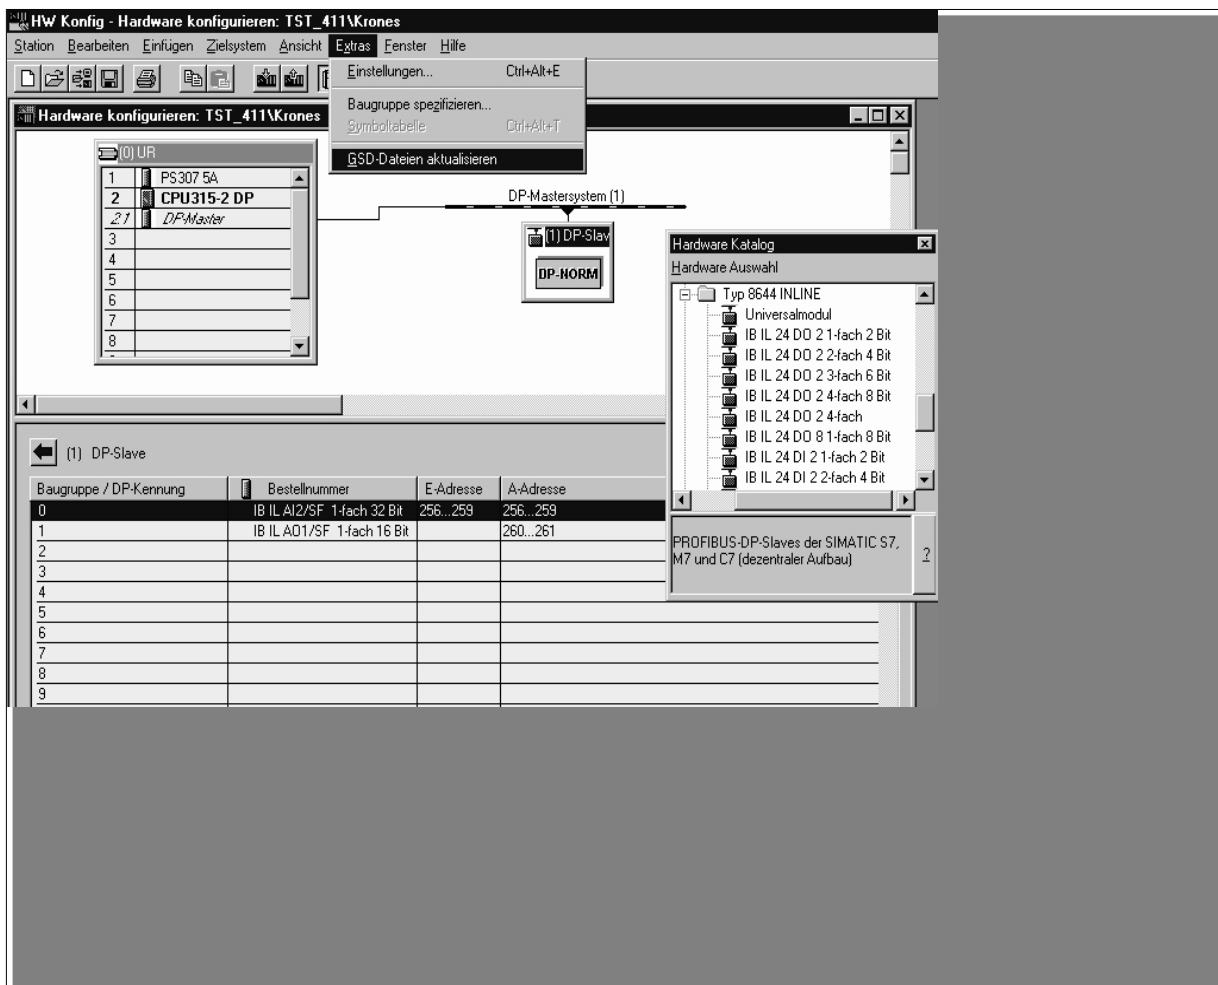 HW Konfig - Hardware konfigurieren: TST_411\Krones
Station Bearbeiten Einfügen Zielsystem Ansicht Extras Fenster Hilfe
Einstellungen... Ctrl+Alt+E
Baugruppe spezifizieren...
Symboltabelle Ctrl+Alt+T
GSD-Dateien aktualisieren
Hardware konfigurieren: TST_411\Krones
(0) UR
1 PS307 5A
2 CPU315-2 DP
2.1 DP-Master
3
4
5
6
7
8
DP-Mastersystem (1)
(1) DP-Slav
DP-NORM
Hardware Katalog
Hardware Auswahl
Typ 8644 INLINE
Universalmodul
IB IL 24 DO 2 1-fach 2 Bit
IB IL 24 DO 2 2-fach 4 Bit
IB IL 24 DO 2 3-fach 6 Bit
IB IL 24 DO 2 4-fach 8 Bit
IB IL 24 DO 2 4-fach
IB IL 24 DO 8 1-fach 8 Bit
IB IL 24 DI 2 1-fach 2 Bit
IB IL 24 DI 2 2-fach 4 Bit
PROFIBUS-DP-Slaves der SIMATIC S7,
M7 und C7 (dezentraler Aufbau)
?
(1) DP-Slave
Baugruppe / DP-Kennung Bestellnummer E-Adresse A-Adresse
0 IB IL AI2/SF 1-fach 32 Bit 256...259 256...259
1 IB IL AO1/SF 1-fach 16 Bit 260...261
2
3
4
5
6
7
8
9